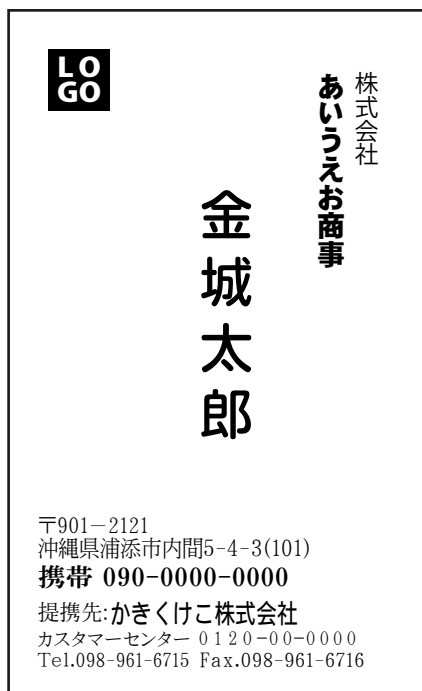 LO
GO
株式会社
あいうえお商事
金城太郎
〒901－2121
沖縄県浦添市内間5-4-3(101)
携帯 090-0000-0000
提携先:かきくけこ株式会社
カスタマーセンター 0120-00-0000
Tel.098-961-6715 Fax.098-961-6716